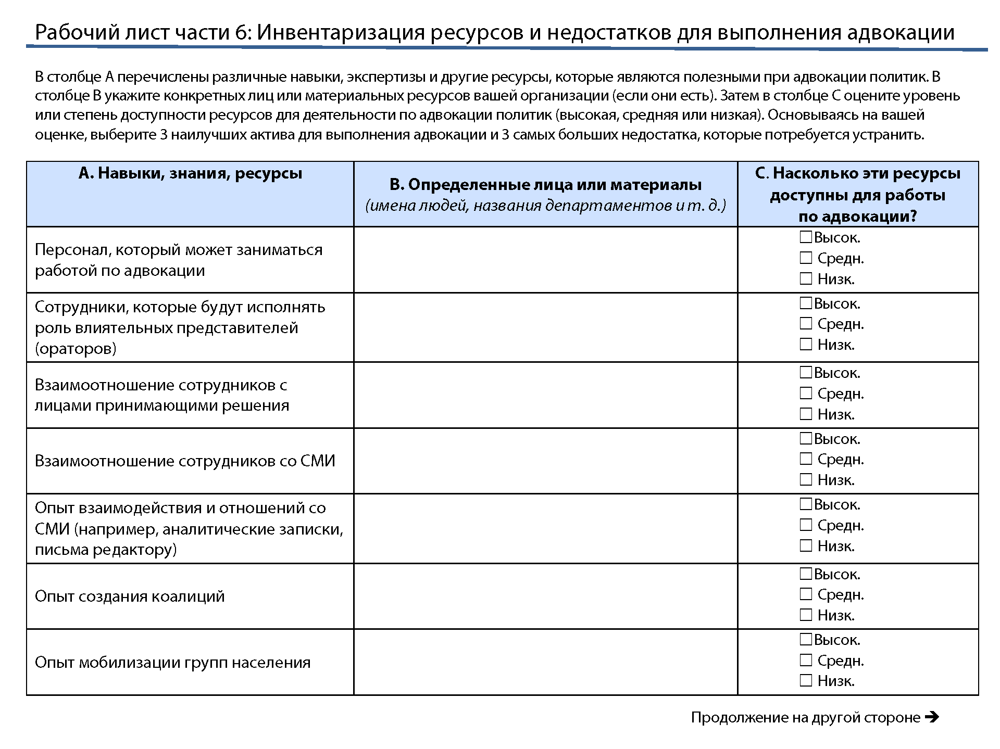 Рабочий лист части 6: Инвентаризация ресурсов и недостатков для выполнения адвокации
В столбце А перечислены различные навыки, экспертизы и другие ресурсы, которые являются полезными при адвокации политик. В
столбце В укажите конкретных лиц или материальных ресурсов вашей организации (если они есть). Затем в столбце С оцените уровень
или степень доступности ресурсов для деятельности по адвокации политик (высокая, средняя или низкая). Основываясь на вашей
оценке, выберите 3 наилучших актива для выполнения адвокации и 3 самых больших недостатка, которые потребуется устранить.
А. Навыки, знания, ресурсы
В. Определенные лица или материалы
(имена людей, названия департаментов и т. д.)
С. Насколько эти ресурсы
доступны для работы
по адвокации?
Персонал, который может заниматься
работой по адвокации
☐Высок.
☐ Средн.
☐ Низк.
Сотрудники, которые будут исполнять
роль влиятельных представителей
(ораторов)
☐Высок.
☐ Средн.
☐ Низк.
Взаимоотношение сотрудников с
лицами принимающими решения
☐Высок.
☐ Средн.
☐ Низк.
Взаимоотношение сотрудников со СМИ
☐Высок.
☐ Средн.
☐ Низк.
Опыт взаимодействия и отношений со
СМИ (например, аналитические записки,
письма редактору)
☐Высок.
☐ Средн.
☐ Низк.
Опыт создания коалиций
☐Высок.
☐ Средн.
☐ Низк.
Опыт мобилизации групп населения
☐Высок.
☐ Средн.
☐ Низк.
Продолжение на другой стороне ➔